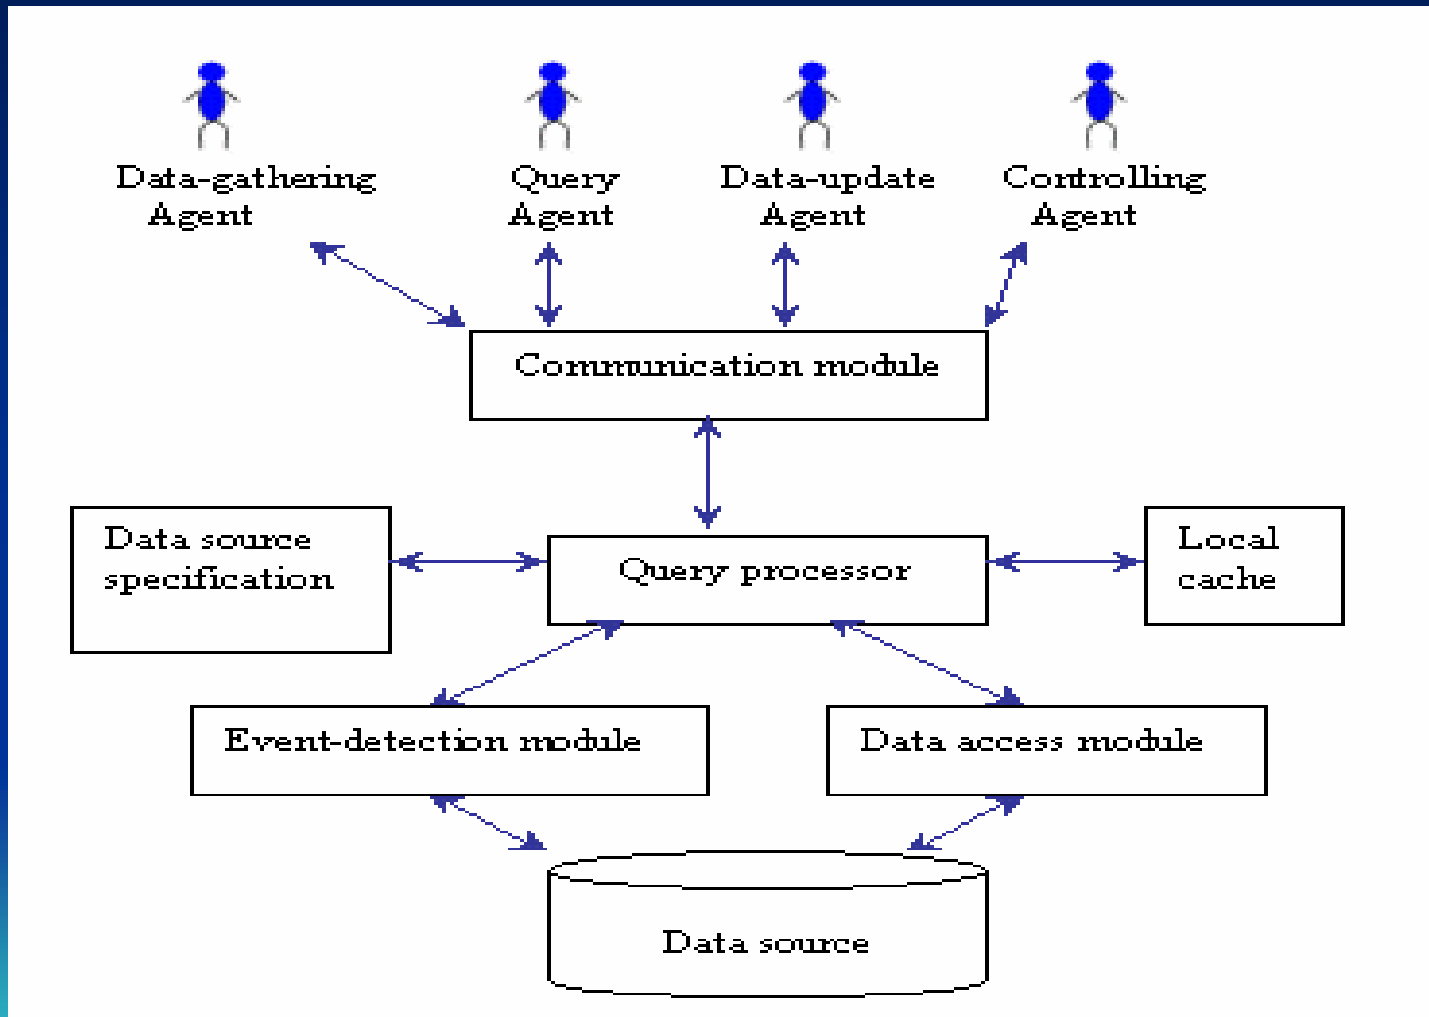 Data-gathering
Agent
Query
Agent
Data-update
Agent
Controlling
Agent
Communication module
Data source
specification
Query processor
Local
cache
Event-detection module
Data access module
Data source